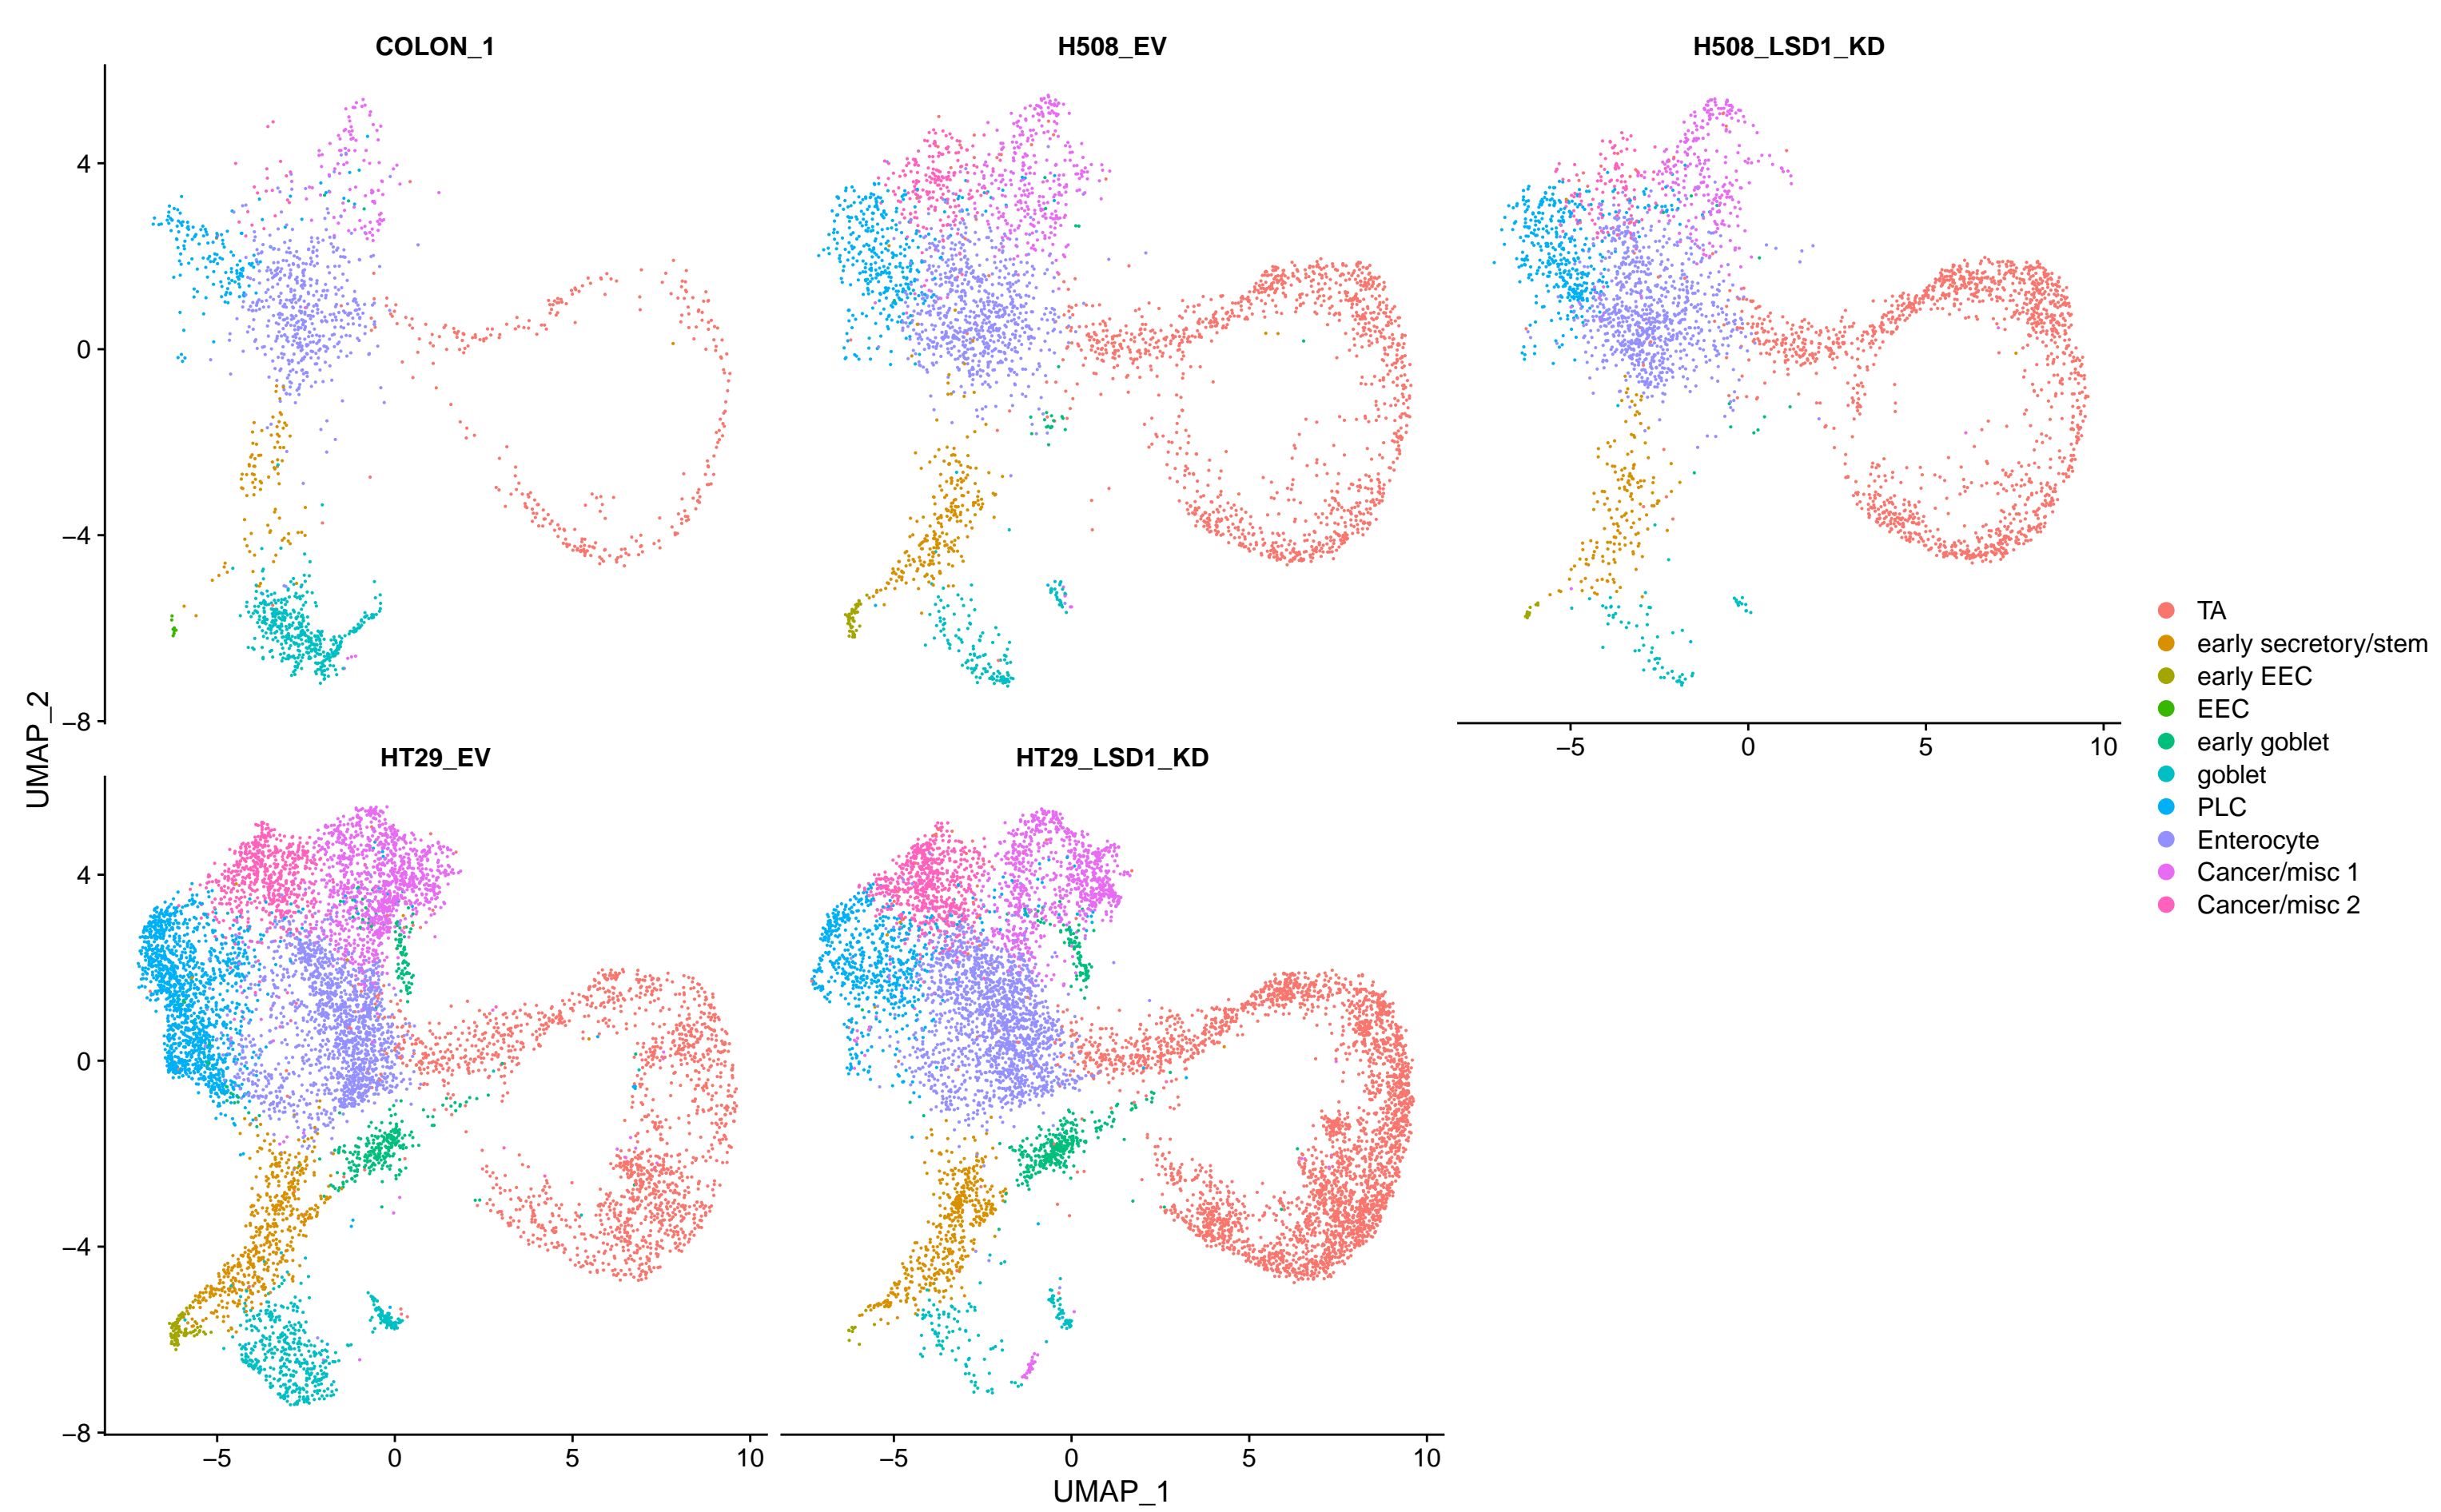 COLON_1
H508_EV
H508_LSD1_KD
4
0
−4
−8
−5
0
5
10
HT29_EV
HT29_LSD1_KD
4
0
−4
−8
−5
0
5
10
−5
0
5
10
UMAP_2
UMAP_1
TA
early secretory/stem
early EEC
EEC
early goblet
goblet
PLC
Enterocyte
Cancer/misc 1
Cancer/misc 2